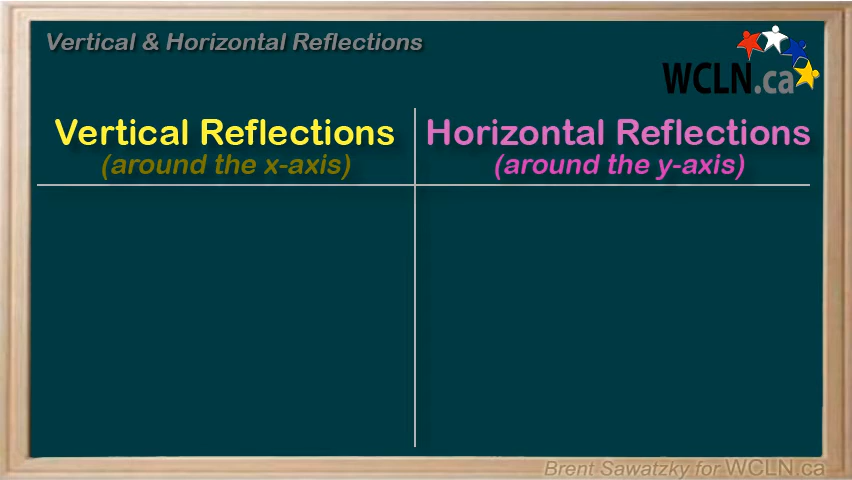 Vertical & Horizontal Reflections
WCLN.ca
Vertical Reflections
(around the x-axis)
Horizontal Reflections
(around the y-axis)
Brent Sawatzky for WCLN.ca